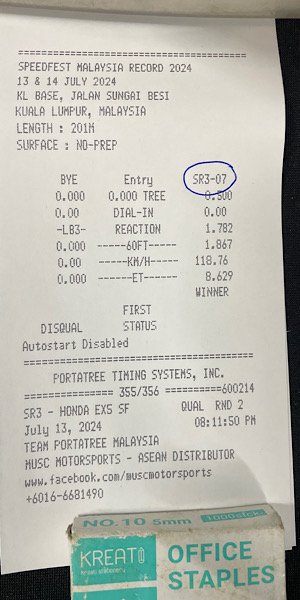 ==========================================
SPEEDFEST MALAYSIA RECORD 2024
13 & 14 JULY 2024
KL BASE, JALAN SUNGAI BESI
KUALA LUMPUR, MALAYSIA
LENGTH : 201M
SURFACE : NO-PREP
BYE Entry SR3-07
0.000 0.000 TREE 0.500
0.00 DIAL-IN 0.00
-LB3- REACTION 1.782
0.000 ------60FT----- 1.867
0.00 -----KM/H------ 118.76
0.000 ------ET------- 8.629
WINNER
FIRST
DISQUAL STATUS
Autostart Disabled
==========================================
PORTATREE TIMING SYSTEMS, INC.
================ 355/356 ==========600214
SR3 - HONDA EX5 SF QUAL RND 2
July 13, 2024 08:11:50 PM
TEAM PORTATREE MALAYSIA
MUSC MOTORSPORTS - ASEAN DISTRIBUTOR
www.facebook.com/muscmotorsports
+6016-6681490
NO.10 5mm 1000stick
KREATO
Kreati stationery
OFFICE
STAPLES